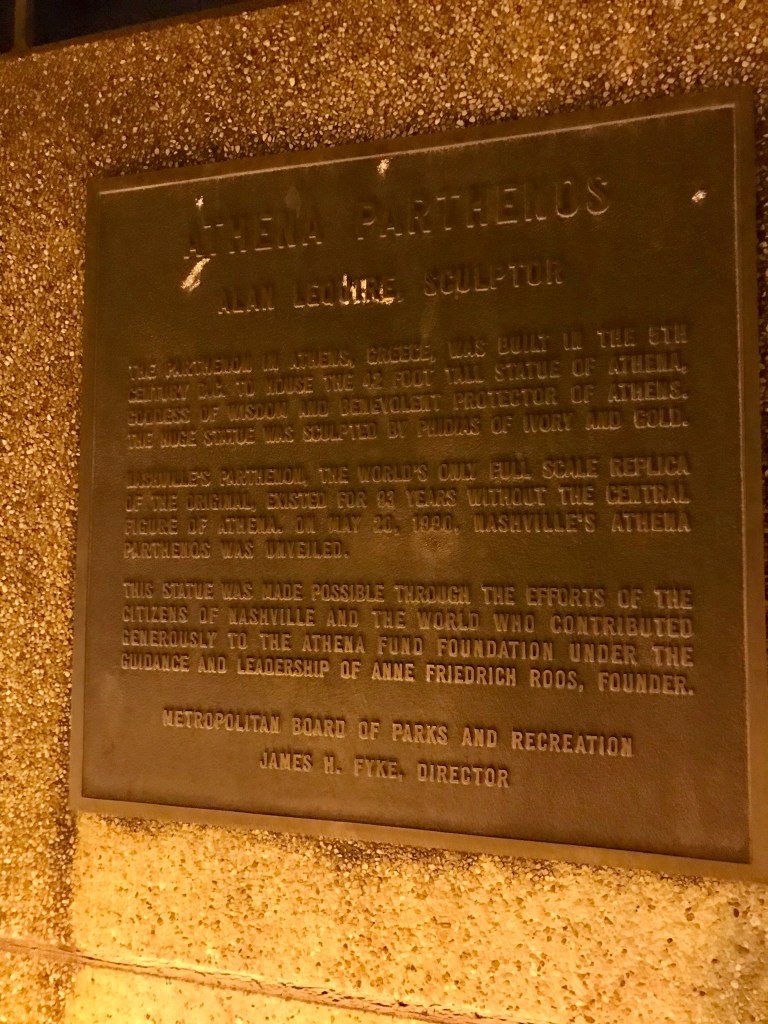 ATHENA PARTHENOS
ALAN LEQUIRE, SCULPTOR
THE PARTHENON IN ATHENS, GREECE, WAS BUILT IN THE 5TH
CENTURY B.C. TO HOUSE THE 42 FOOT TALL STATUE OF ATHENA,
GODDESS OF WISDOM AND BENEVOLENT PROTECTOR OF ATHENS.
THE HUGE STATUE WAS SCULPTED BY PHIDIAS OF IVORY AND GOLD.
NASHVILLE'S PARTHENON, THE WORLD'S ONLY FULL SCALE REPLICA
OF THE ORIGINAL, EXISTED FOR 93 YEARS WITHOUT THE CENTRAL
FIGURE OF ATHENA. ON MAY 20, 1990, NASHVILLE'S ATHENA
PARTHENOS WAS UNVEILED.
THIS STATUE WAS MADE POSSIBLE THROUGH THE EFFORTS OF THE
CITIZENS OF NASHVILLE AND THE WORLD WHO CONTRIBUTED
GENEROUSLY TO THE ATHENA FUND FOUNDATION UNDER THE
GUIDANCE AND LEADERSHIP OF ANNE FRIEDRICH ROOS, FOUNDER.
METROPOLITAN BOARD OF PARKS AND RECREATION
JAMES H. FYKE, DIRECTOR